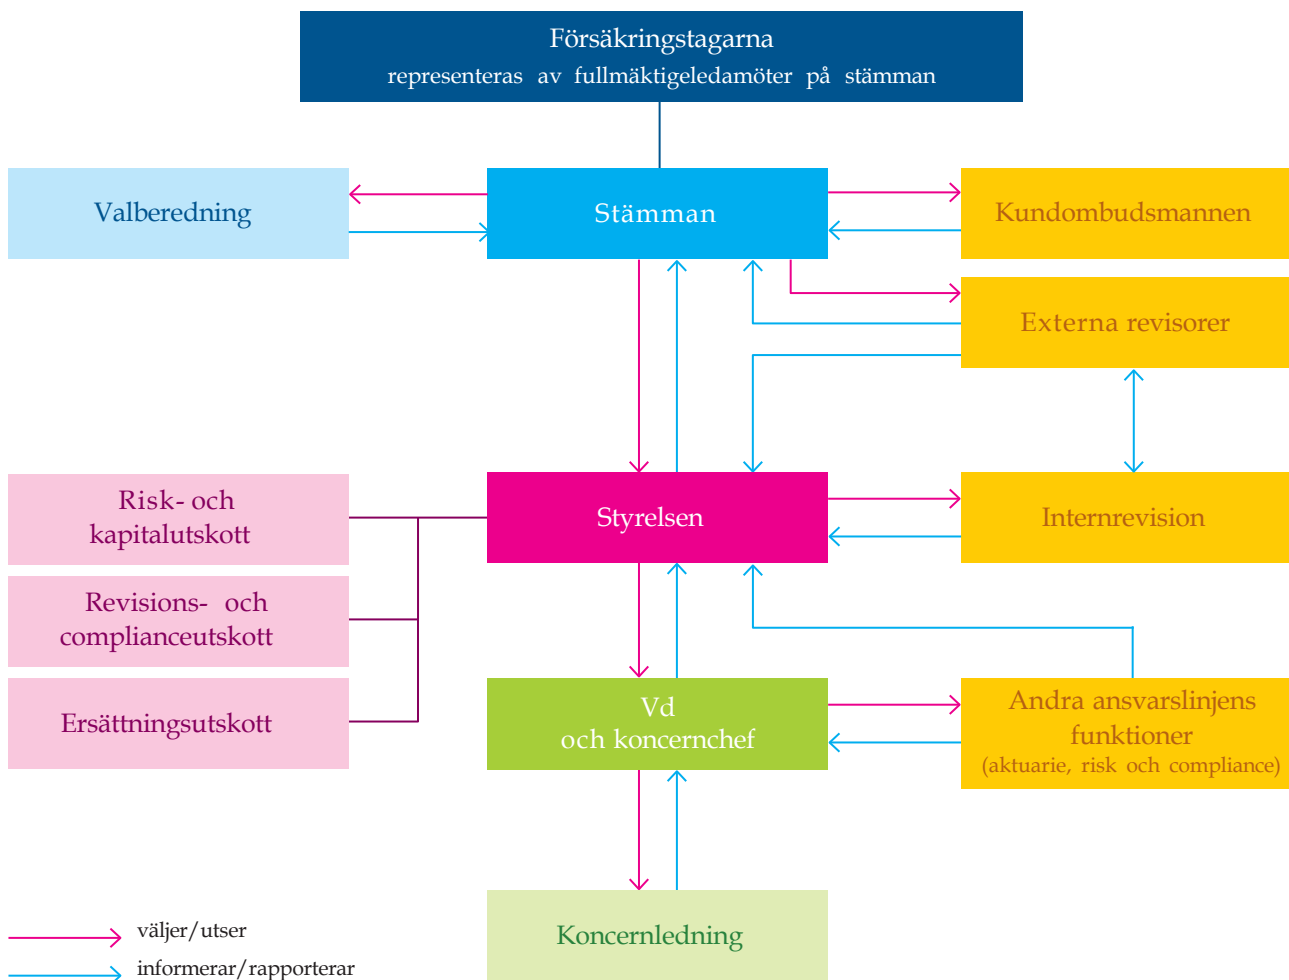 Försäkringstagarna
representeras av fullmäktigeledamöter på stämman
Valberedning
Stämman
Kundombudsmannen
Externa revisorer
Risk- och
kapitalutskott
Styrelsen
Internrevision
Revisions- och
complianceutskott
Ersättningsutskott
Vd
och koncernchef
Andra ansvarslinjens
funktioner
(aktuarie, risk och compliance)
Koncernledning
väljer/utser
informerar/rapporterar